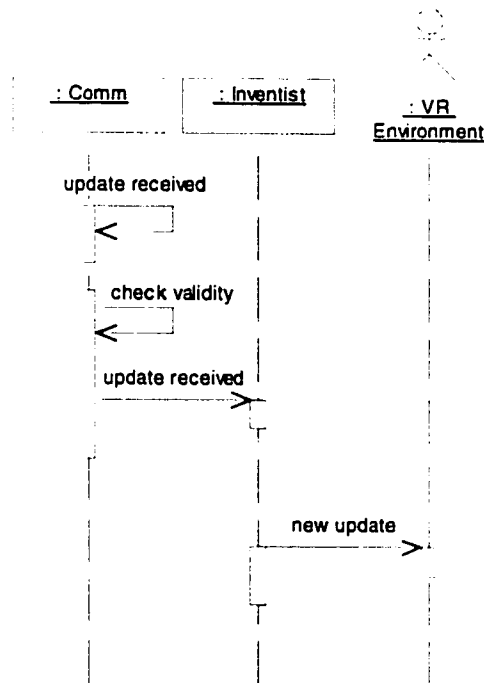 : Comm
: Inventist
: VR
Environment
update received
check validity
update received
new update